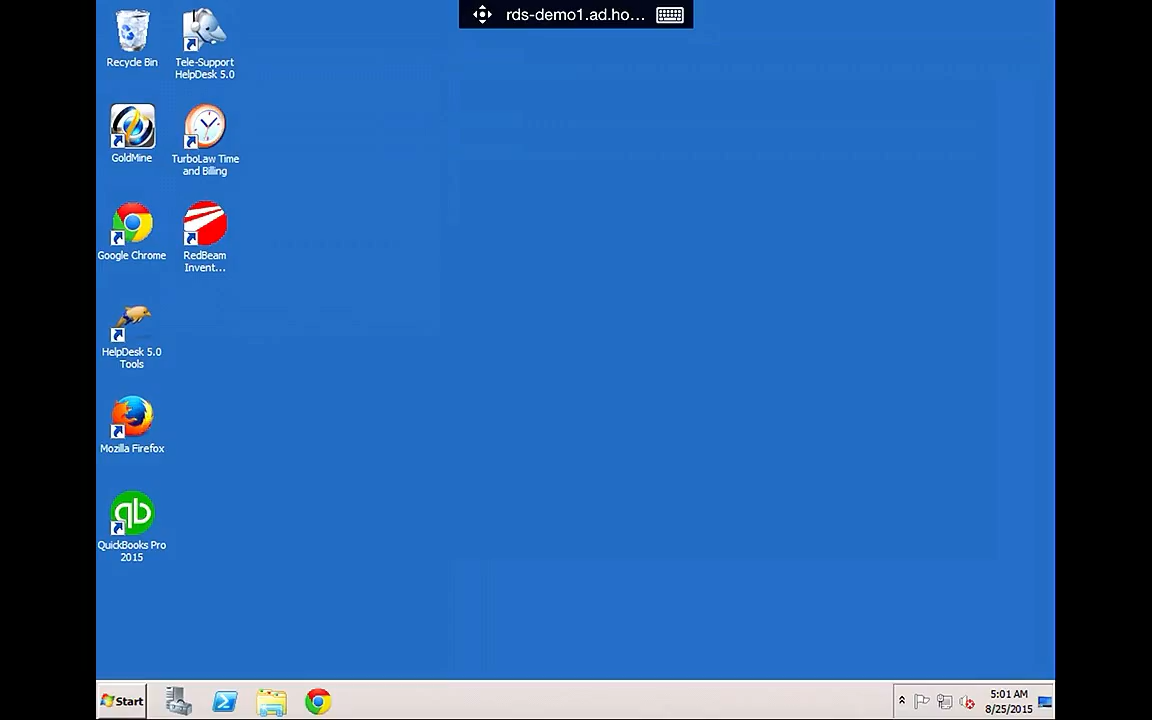 rds-demo1.ad.ho...
Recycle Bin
Tele-Support
HelpDesk 5.0
GoldMine
TurboLaw Time
and Billing
Google Chrome
RedBeam
Invent...
HelpDesk 5.0
Tools
Mozilla Firefox
qb
QuickBooks Pro
2015
Start
5:01 AM
8/25/2015